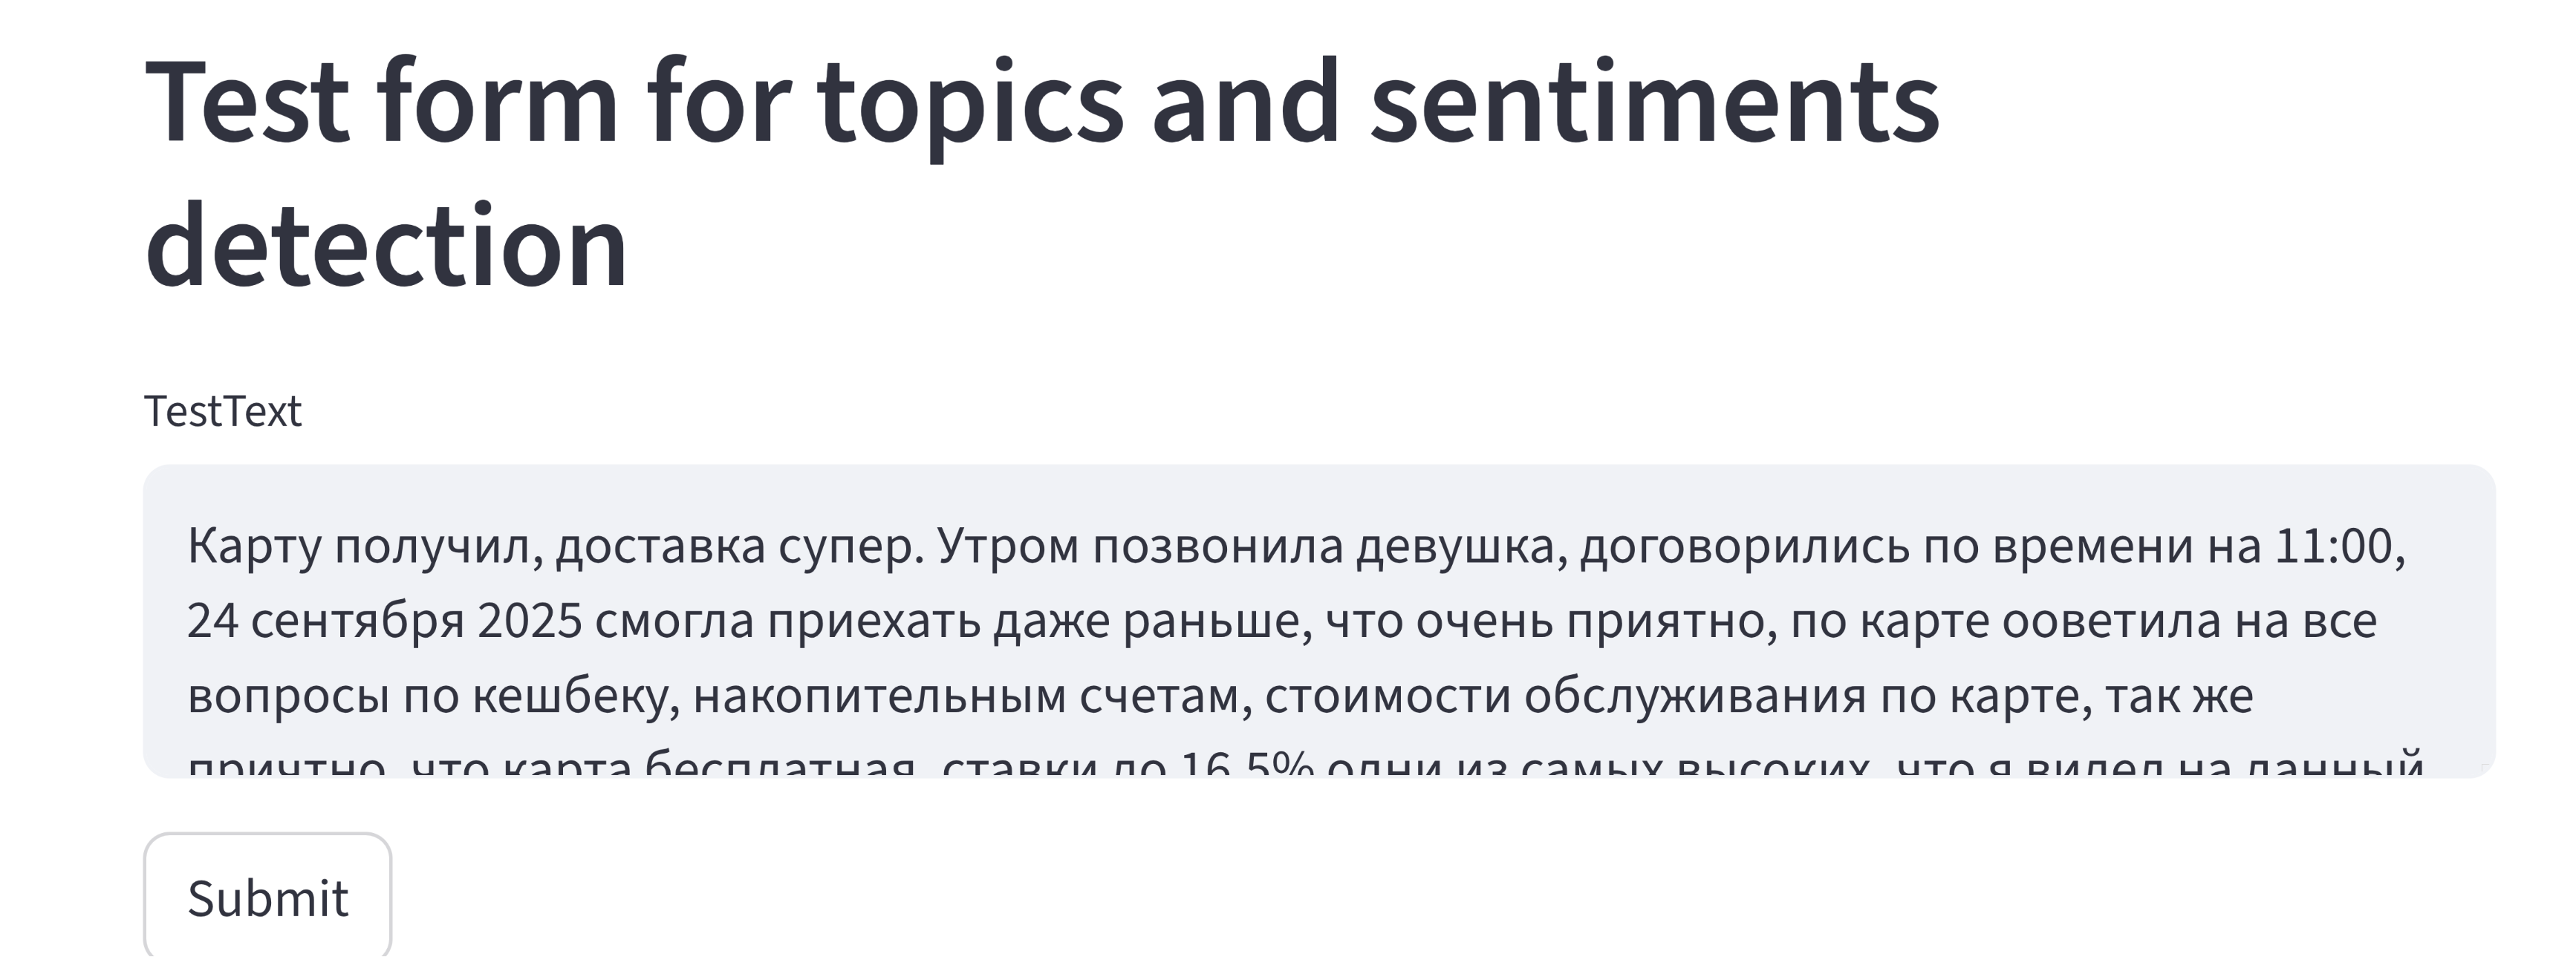 Test form for topics and sentiments
detection
TestText
Карту получил, доставка супер. Утром позвонила девушка, договорились по времени на 11:00,
24 сентября 2025 смогла приехать даже раньше, что очень приятно, по карте ооветила на все
вопросы по кешбеку, накопительным счетам, стоимости обслуживания по карте, так же
причтно, что карта бесплатная, ставки до 16,5% одни из самых высоких, что я видел на данный
Submit